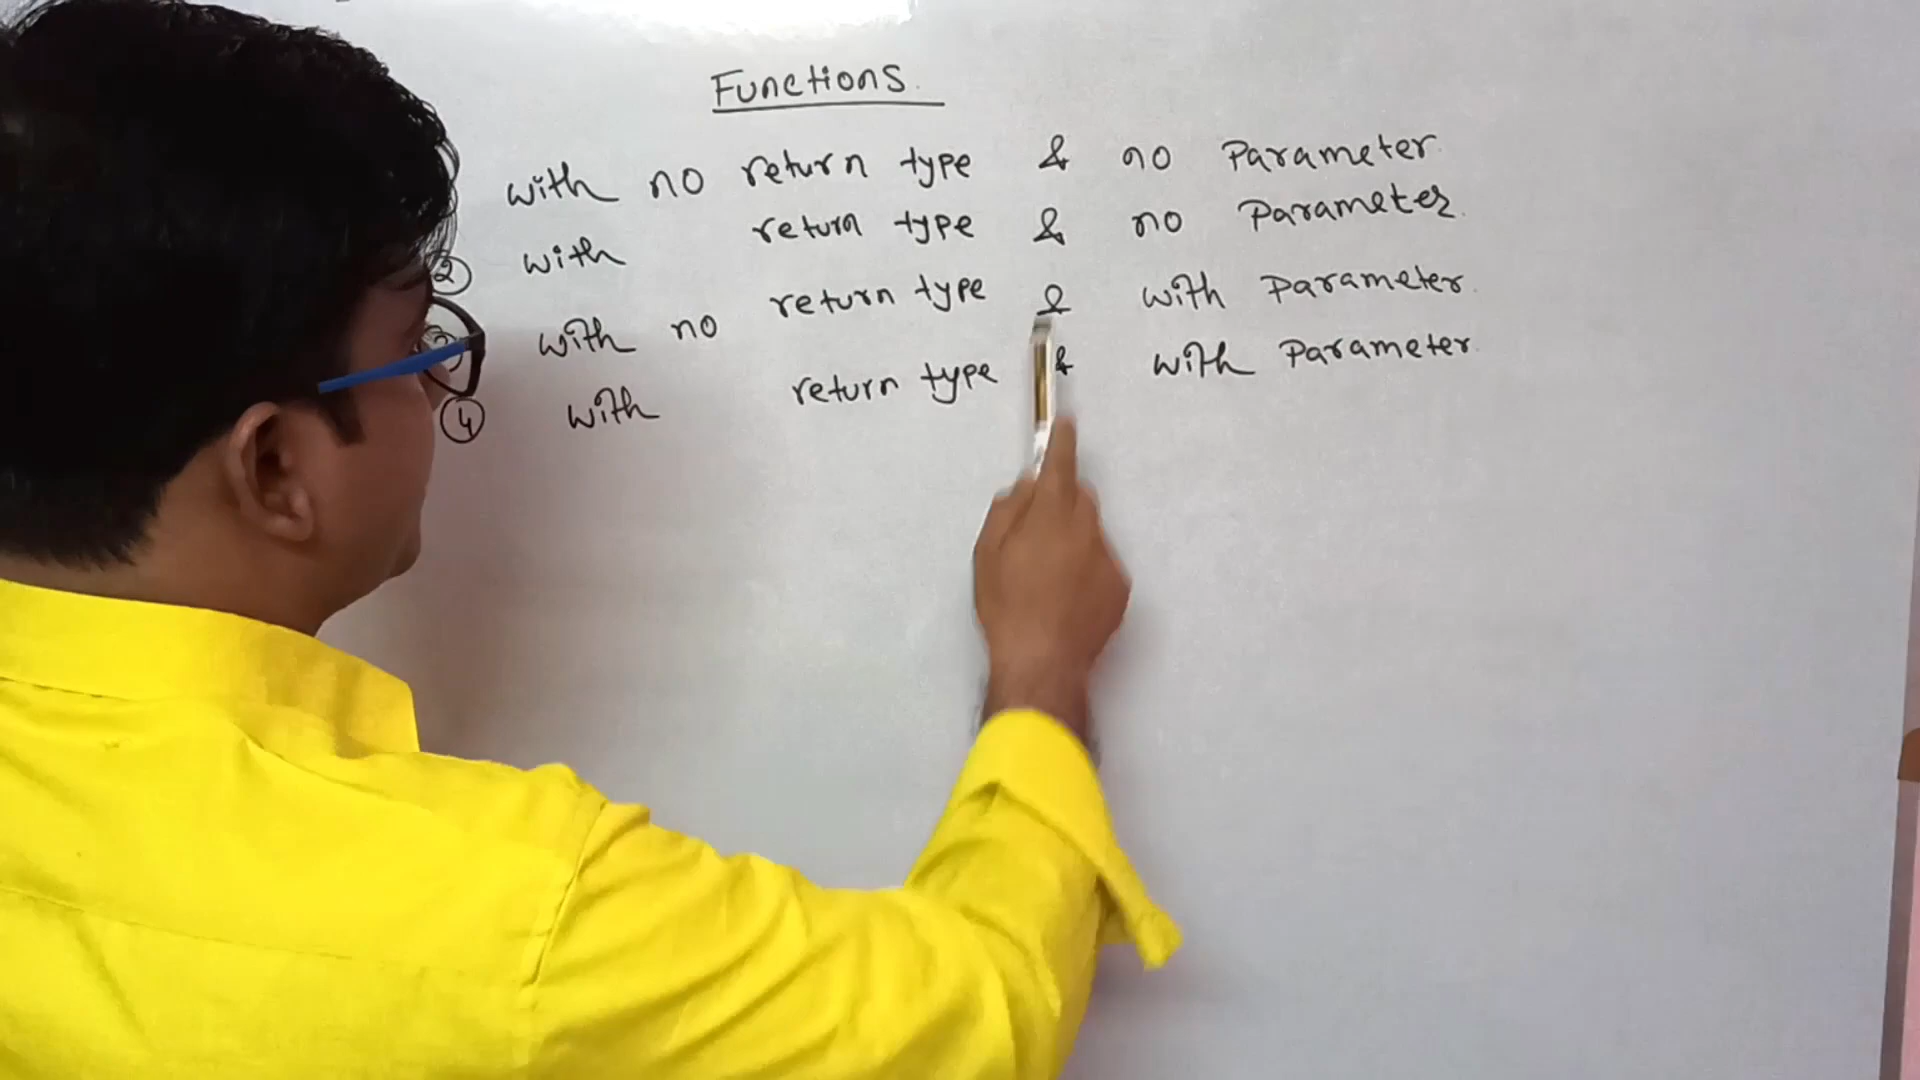 Functions.
with no return type & no Parameter.
② with return type & no Parameter.
with no return type & with Parameter.
④ with return type & with Parameter.